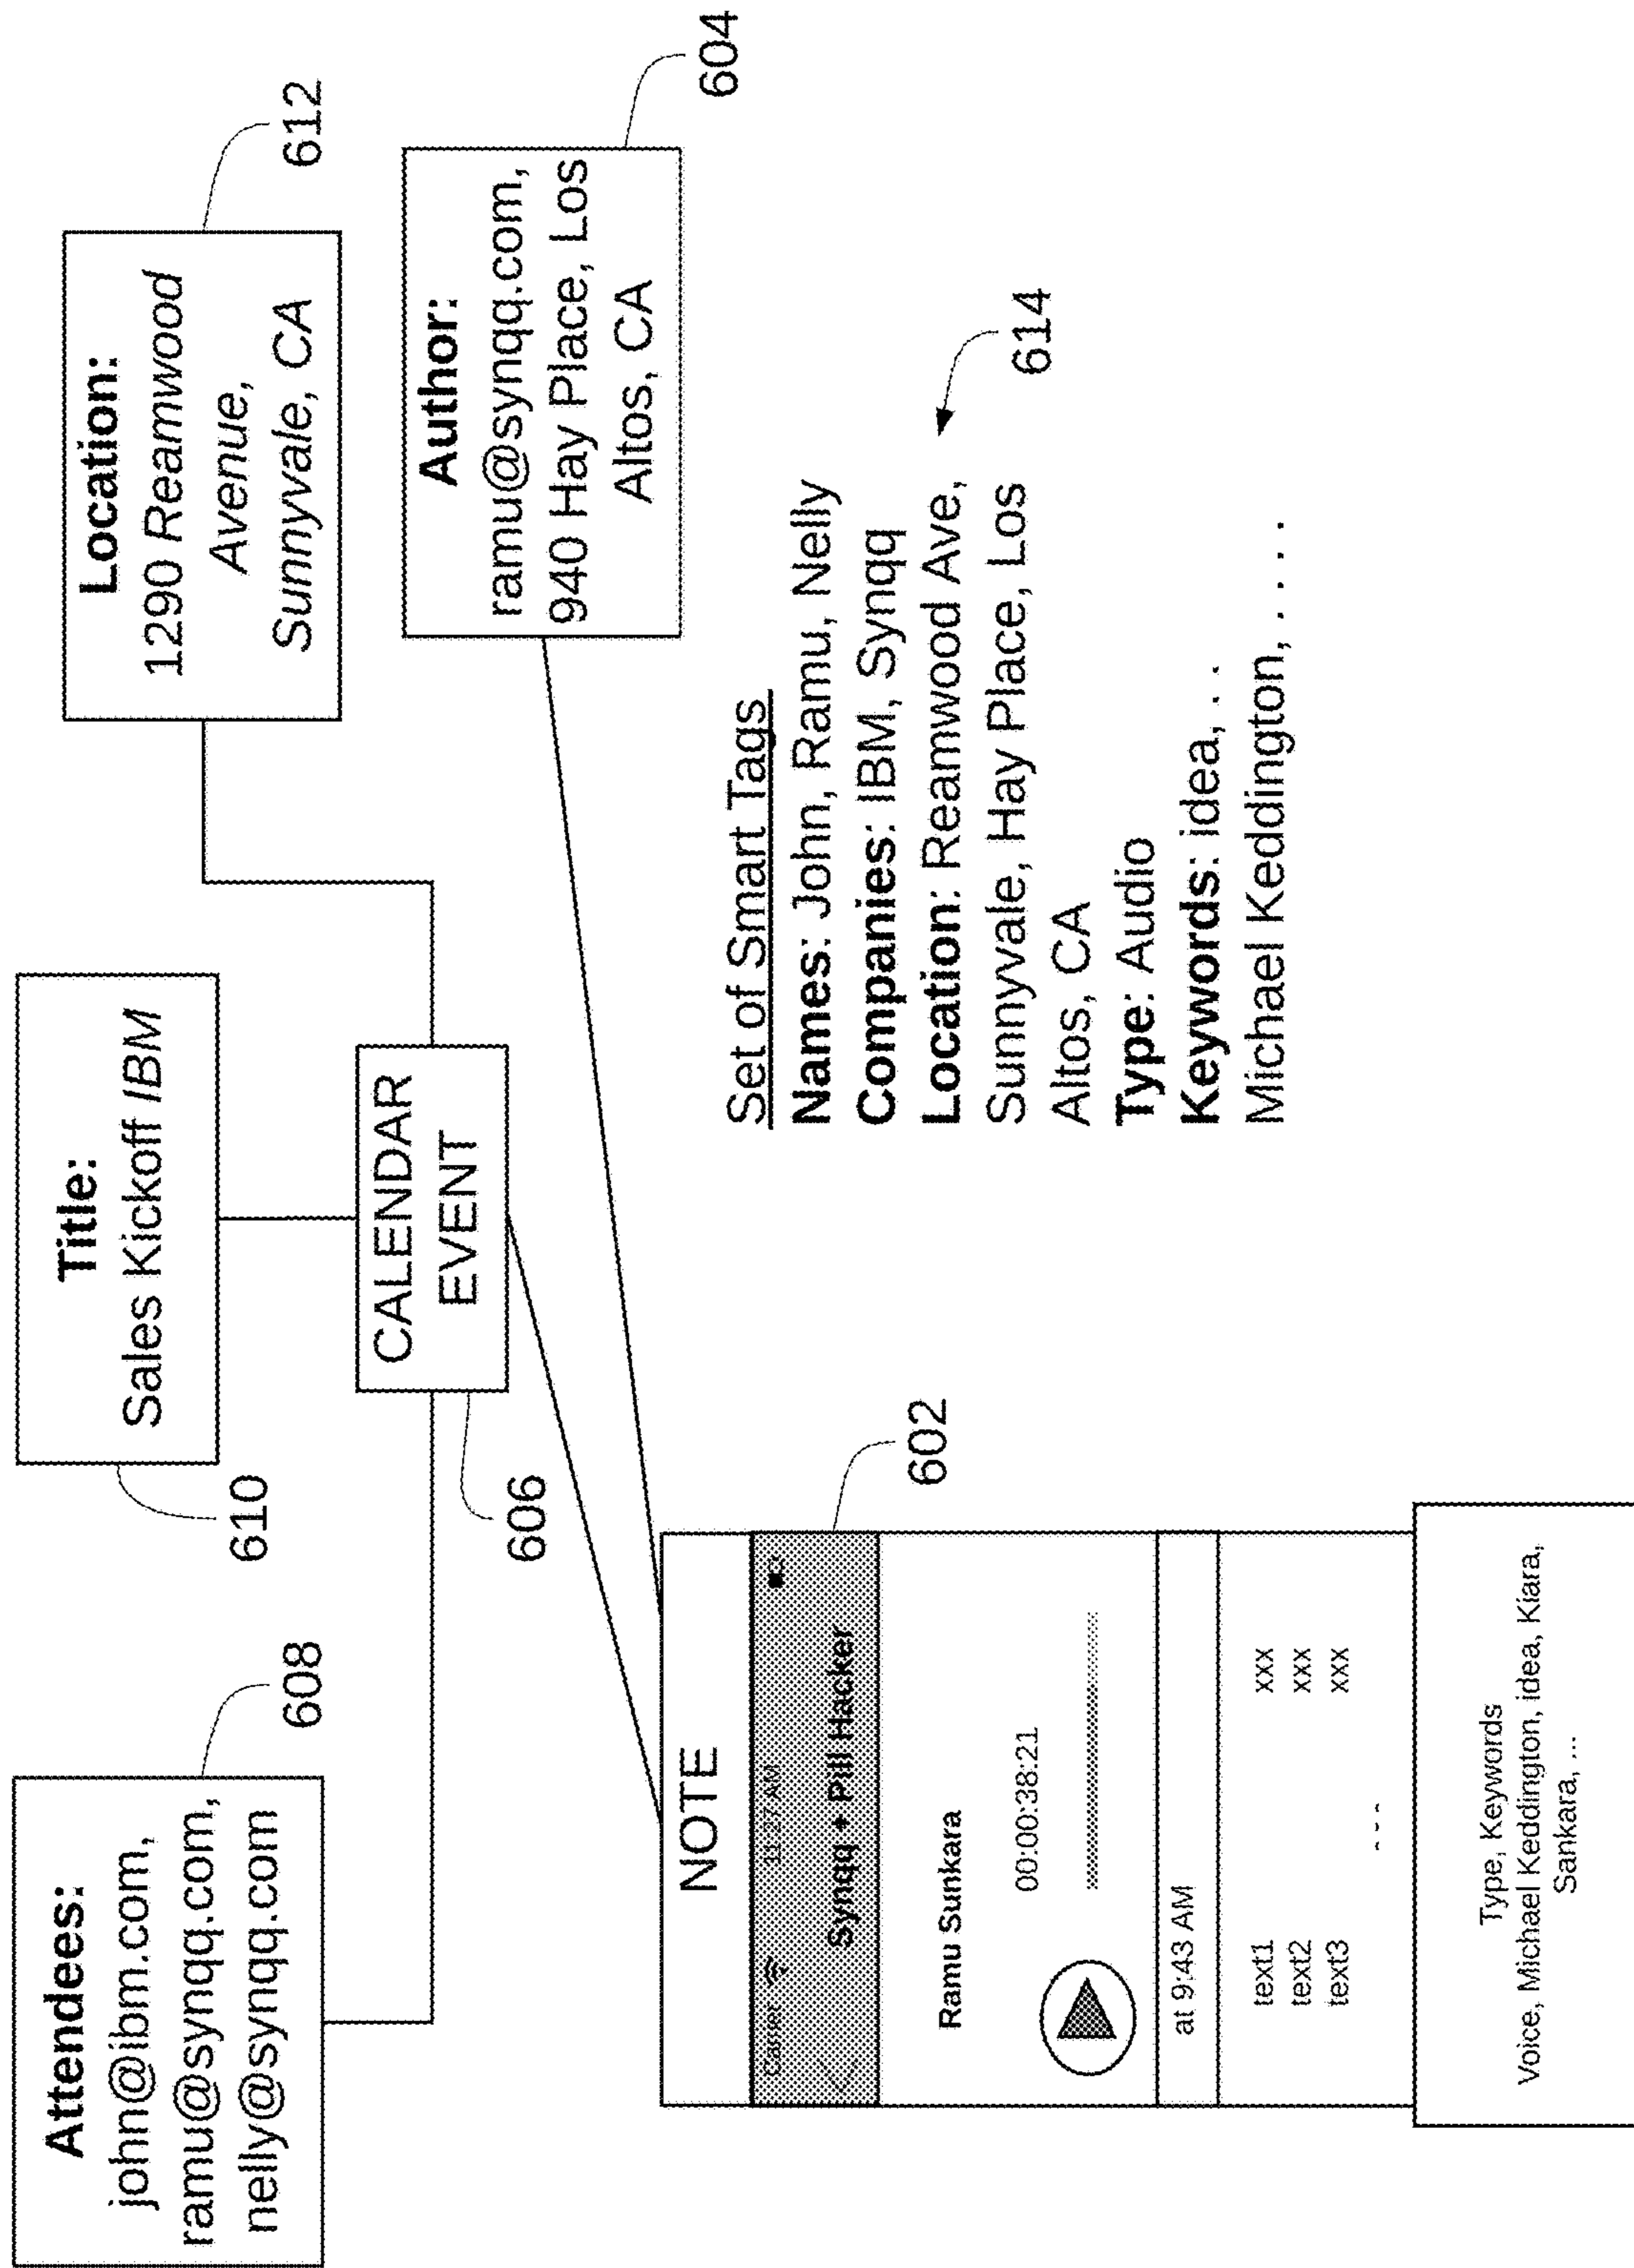 Attendees:
john@ibm.com,
ramu@synqq.com,
nelly@synqq.com
608
Title:
Sales Kickoff IBM
610
Location:
1290 Reamwood
Avenue,
Sunnyvale, CA
612
CALENDAR
EVENT
606
Author:
ramu@synqq.com,
940 Hay Place, Los
Altos, CA
604
NOTE
Carrier 11:27 AM
Synqq + Pill Hacker
602
Ramu Sunkara
00:00:38:21
at 9:43 AM
text1 xxx
text2 xxx
text3 xxx
- - -
Type, Keywords
Voice, Michael Keddington, idea, Kiara,
Sankara, ...
Set of Smart Tags
Names: John, Ramu, Nelly
Companies: IBM, Synqq
Location: Reamwood Ave,
Sunnyvale, Hay Place, Los
Altos, CA
Type: Audio
Keywords: idea, . .
Michael Keddington, . . . .
614